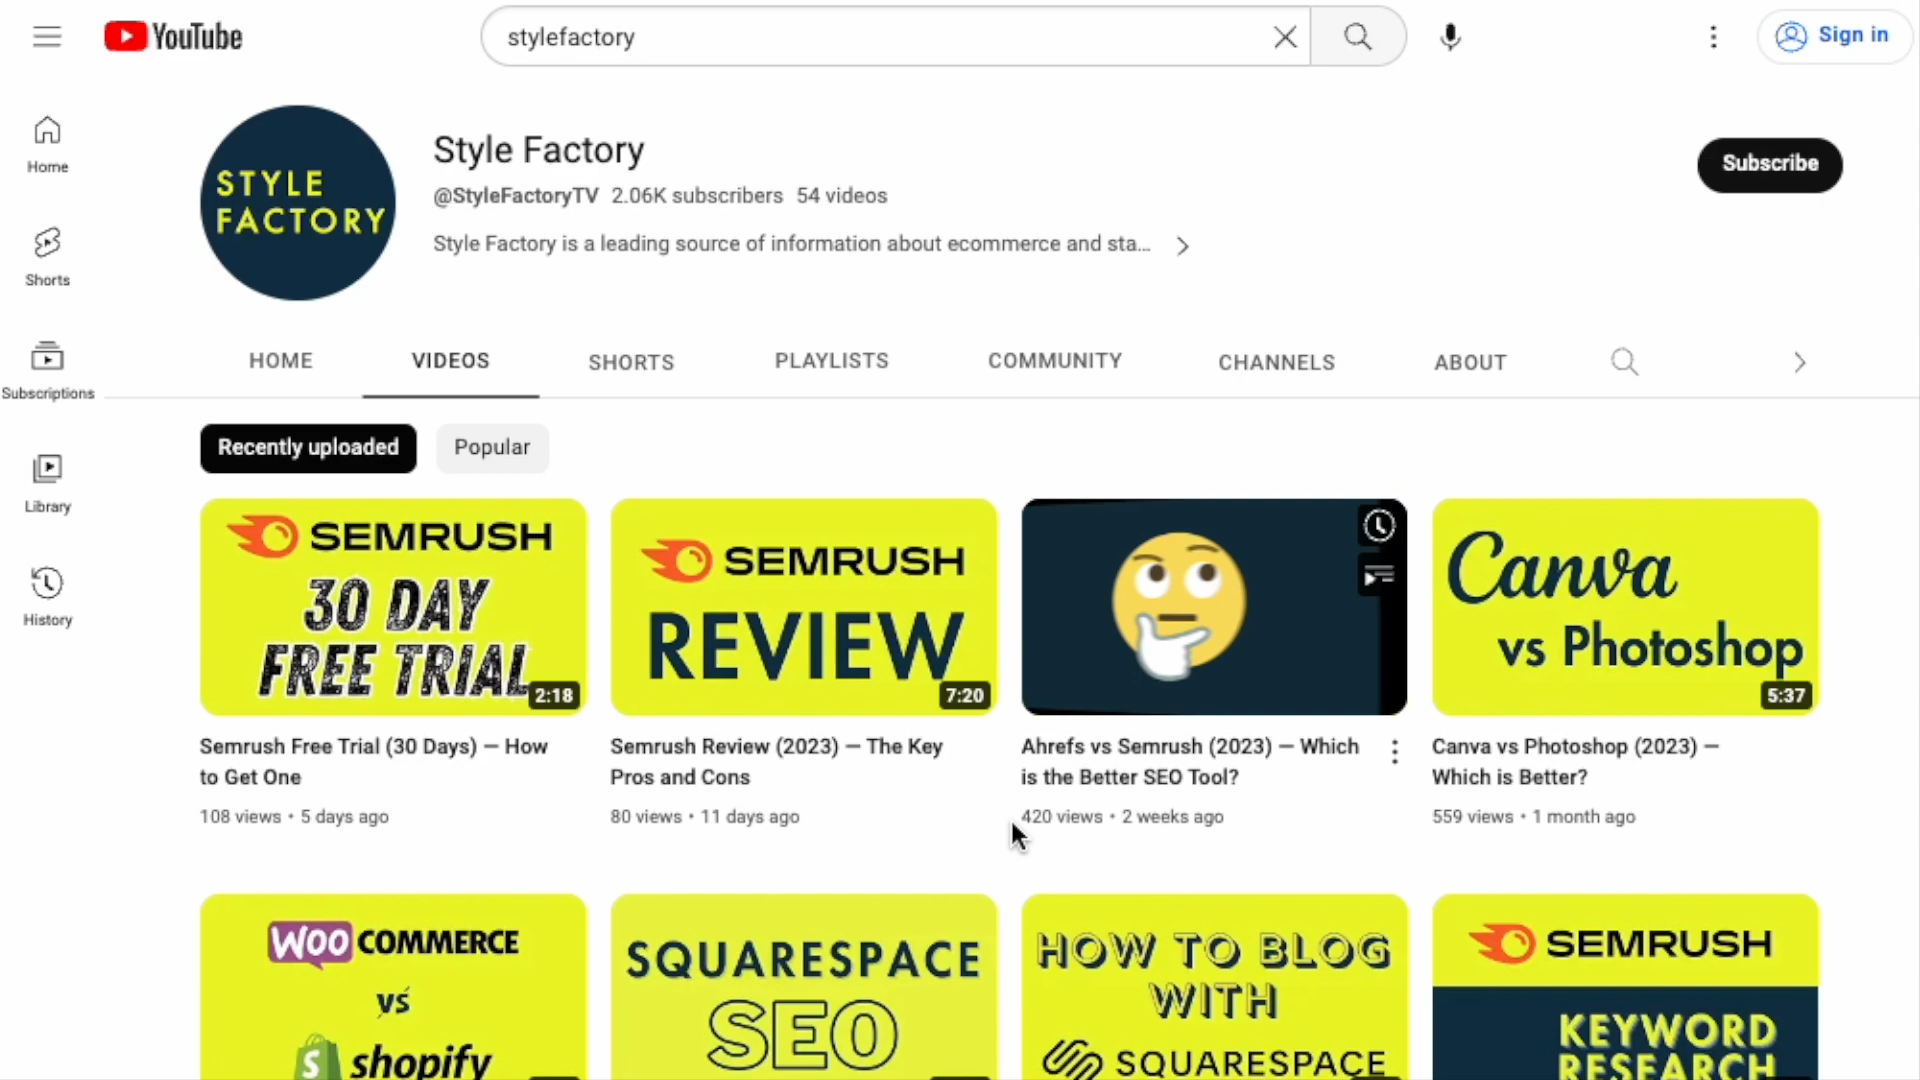 YouTube
stylefactory
Sign in
Home
Shorts
Subscriptions
Library
History
STYLE
FACTORY
Style Factory
@StyleFactoryTV 2.06K subscribers 54 videos
Style Factory is a leading source of information about ecommerce and sta...
Subscribe
HOME VIDEOS SHORTS PLAYLISTS COMMUNITY CHANNELS ABOUT
Recently uploaded Popular
SEMRUSH
30 DAY
FREE TRIAL
2:18
Semrush Free Trial (30 Days) — How
to Get One
108 views • 5 days ago
SEMRUSH
REVIEW
7:20
Semrush Review (2023) — The Key
Pros and Cons
80 views • 11 days ago
Ahrefs vs Semrush (2023) — Which
is the Better SEO Tool?
420 views • 2 weeks ago
Canva
vs Photoshop
5:37
Canva vs Photoshop (2023) —
Which is Better?
559 views • 1 month ago
WOO COMMERCE
vs
shopify
SQUARESPACE
SEO
HOW TO BLOG
WITH
SQUARESPACE
SEMRUSH
KEYWORD
RESEARCH